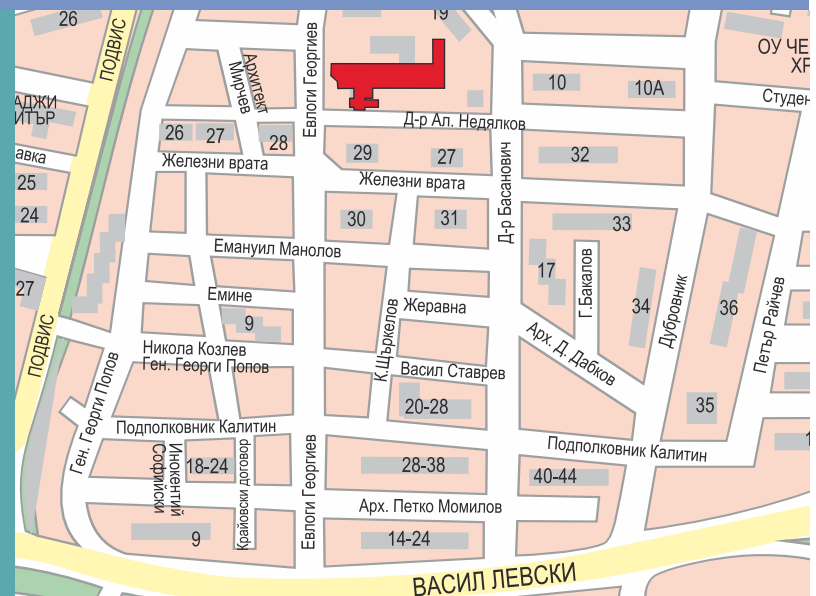 26
ПОДВИС
19
ОУ ЧЕ
ХР
Архитект
Мирчев
Евлоги Георгиев
10
10А
Студен
АДЖИ
ИТЪР
Д-р Ал. Недялков
26
27
28
29
27
32
авка
Железни врата
Железни врата
25
24
30
31
Д-р Басанович
33
Емануил Манолов
17
Г.Бакалов
27
Емине
Жеравна
34
Дубровник
36
Петър Райчев
9
К.Щъркелов
Арх. Д. Дабков
ПОДВИС
Никола Козлев
Ген. Георги Попов
Васил Ставрев
Ген. Георги Попов
20-28
35
Подполковник Калитин
Подполковник Калитин
1
Инокентий
Софийски
18-24
Крайовски договор
Евлоги Георгиев
28-38
40-44
Арх. Петко Момилов
9
14-24
ВАСИЛ ЛЕВСКИ